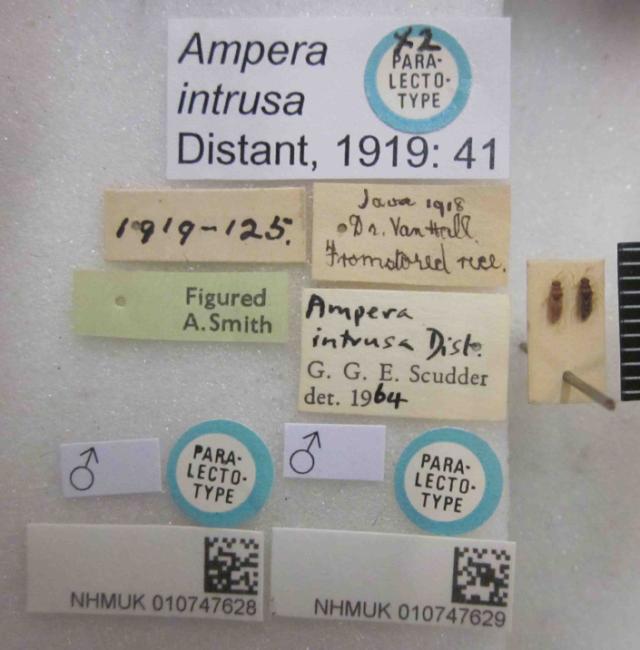 Ampera
intrusa
Distant, 1919: 41
x2
PARA-
LECTO-
TYPE
1919-125.
Java 1918
Dr. Van Hall.
From stored rice.
Figured
A. Smith
Ampera
intrusa Dist.
G. G. E. Scudder
det. 1964
♂
PARA-
LECTO-
TYPE
♂
PARA-
LECTO-
TYPE
NHMUK 010747628
NHMUK 010747629